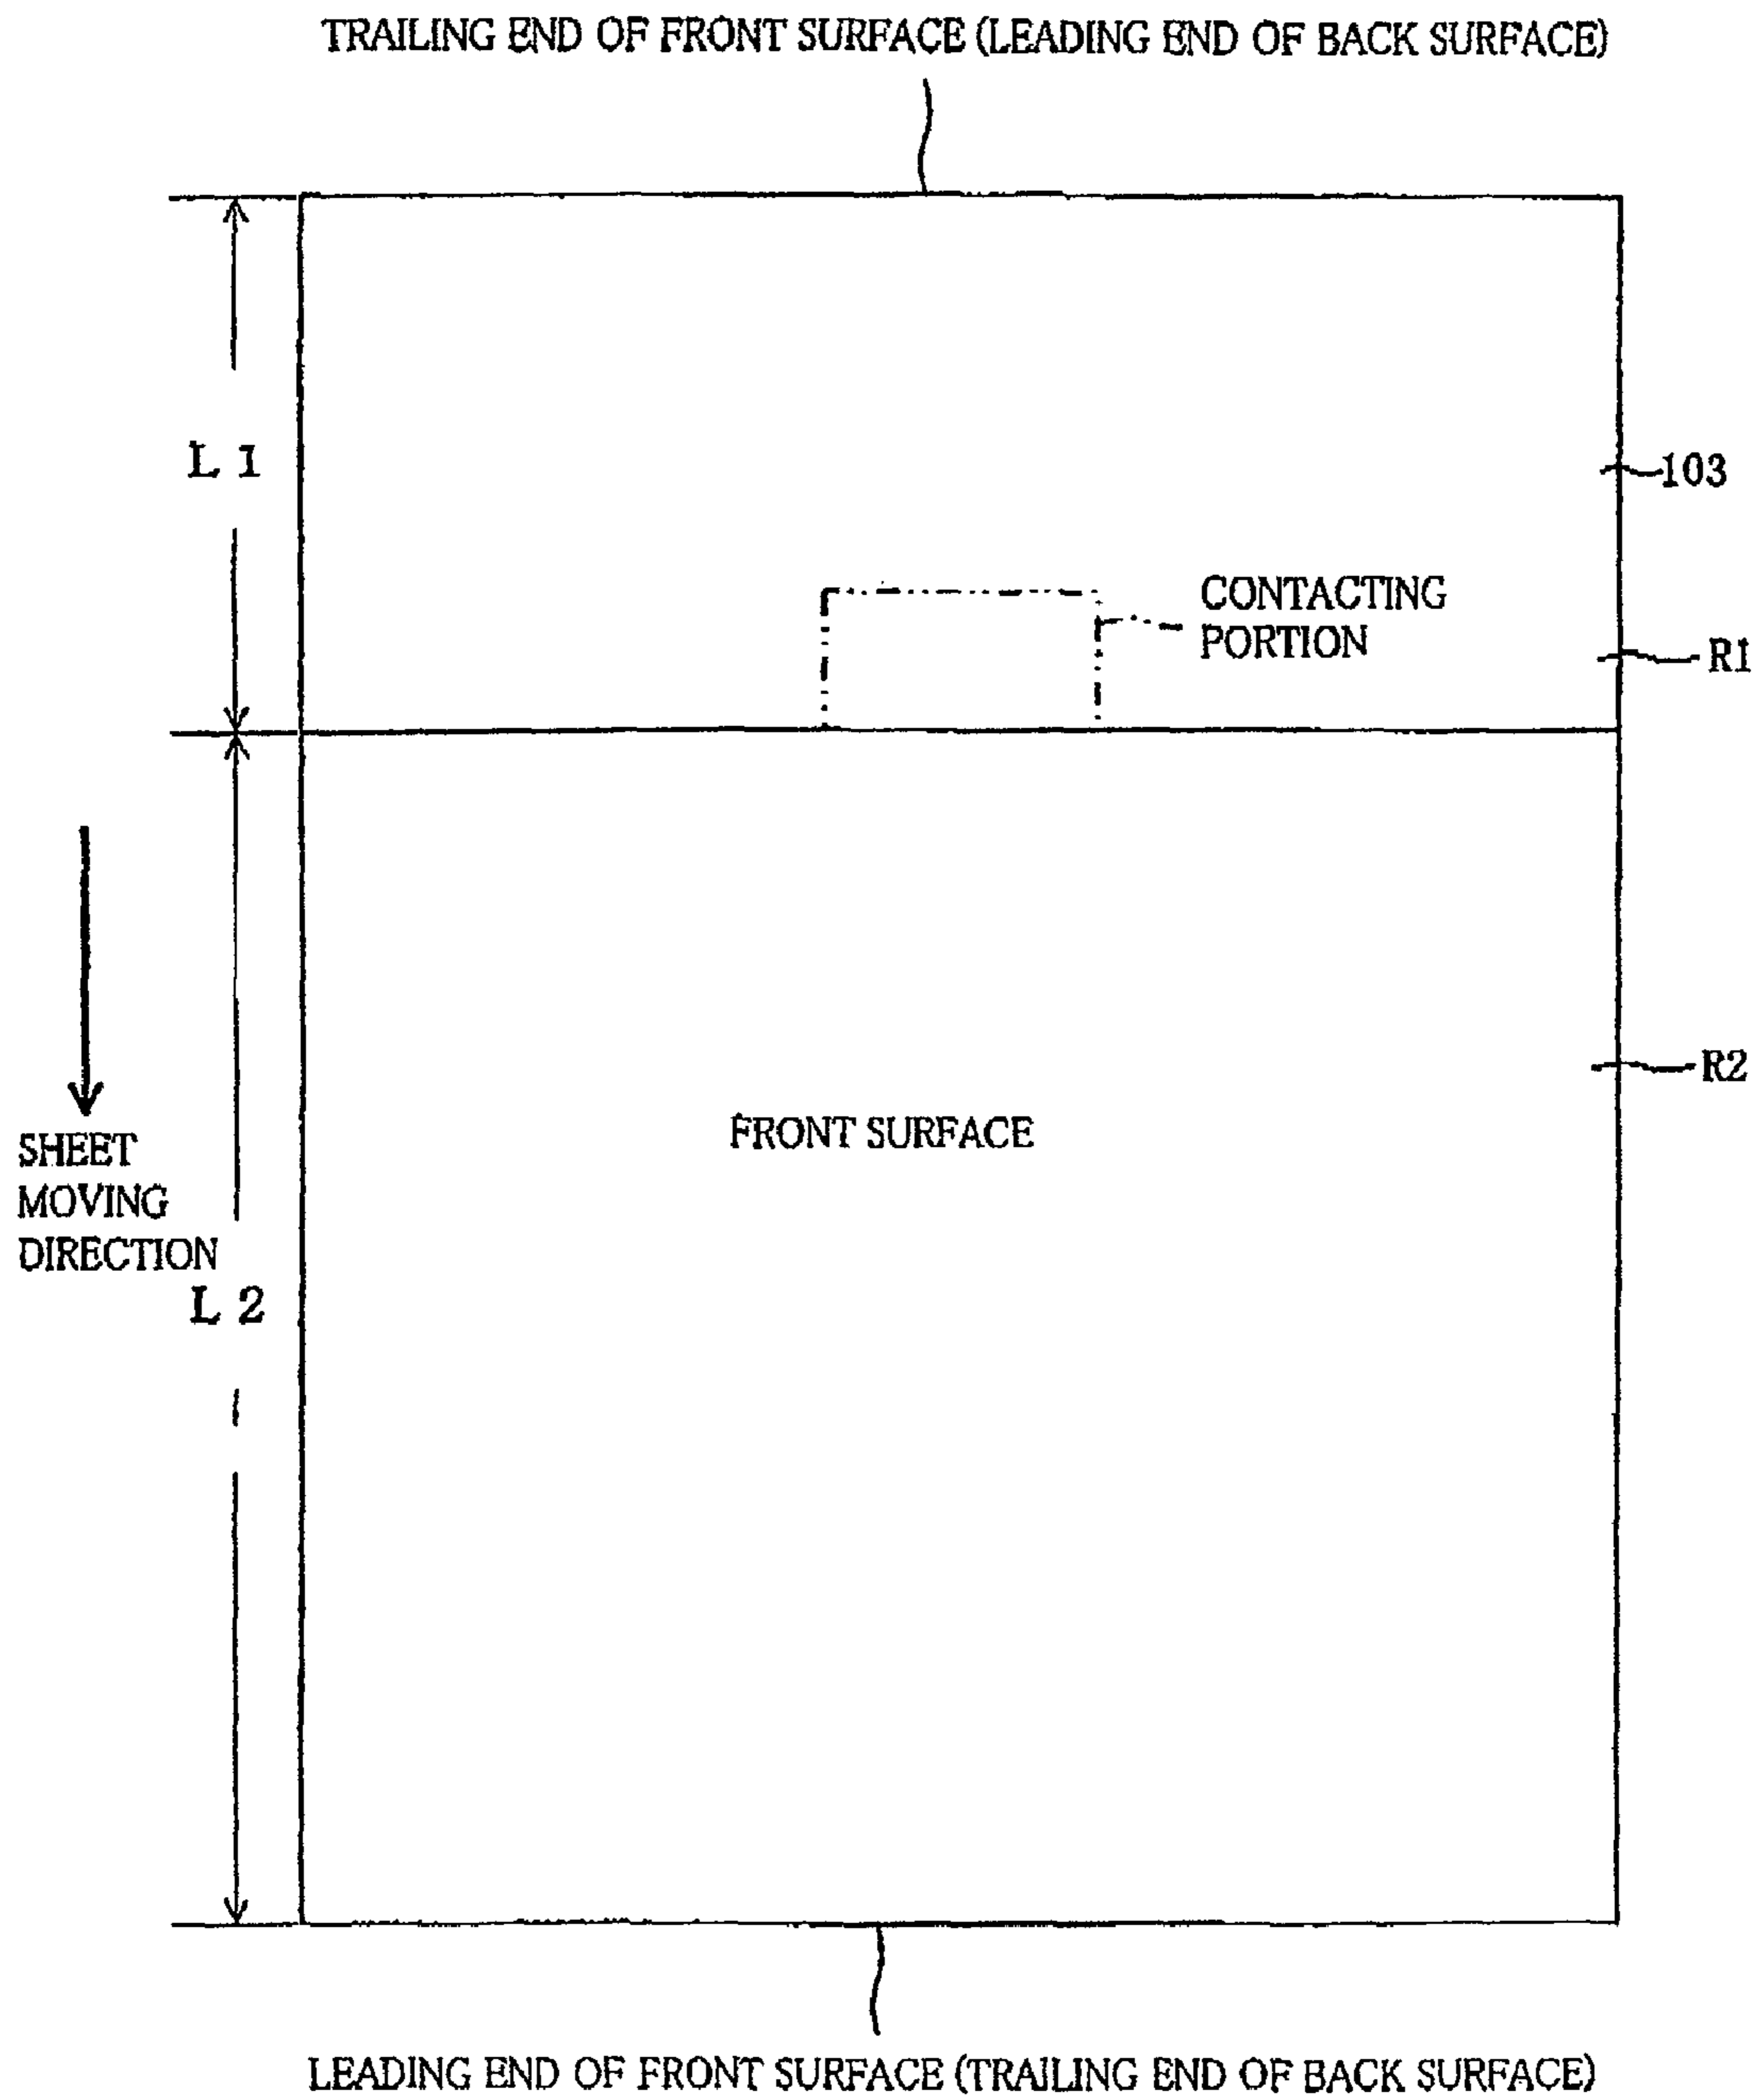 TRAILING END OF FRONT SURFACE (LEADING END OF BACK SURFACE)
L 1
103
CONTACTING
PORTION
R1
R2
FRONT SURFACE
SHEET
MOVING
DIRECTION
L 2
LEADING END OF FRONT SURFACE (TRAILING END OF BACK SURFACE)